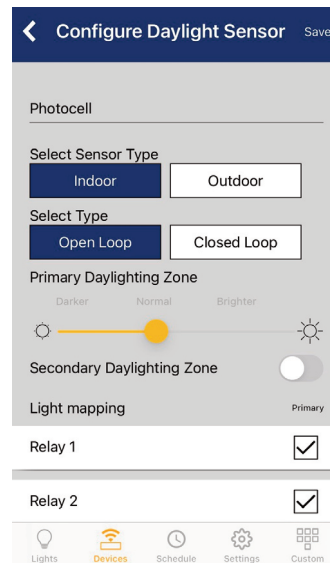 Configure Daylight Sensor Save
Photocell
Select Sensor Type
Indoor Outdoor
Select Type
Open Loop Closed Loop
Primary Daylighting Zone
Darker Normal Brighter
Secondary Daylighting Zone
Light mapping Primary
Relay 1
Relay 2
Lights Devices Schedule Settings Custom